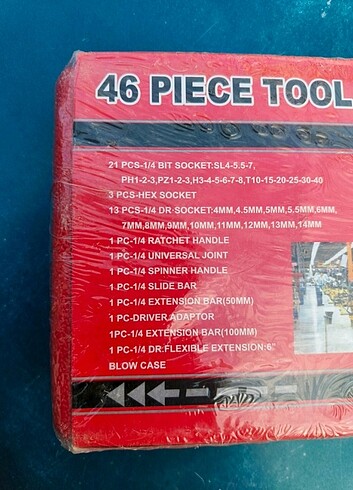 46 PIECE TOOL
21 PCS-1/4 BIT SOCKET:SL4-5.5-7,
PH1-2-3,PZ1-2-3,H3-4-5-6-7-8,T10-15-20-25-30-40
3 PCS-HEX SOCKET
13 PCS-1/4 DR SOCKET:4MM,4.5MM,5MM,5.5MM,6MM,
7MM,8MM,9MM,10MM,11MM,12MM,13MM,14MM
1 PC-1/4 RATCHET HANDLE
1 PC-1/4 UNIVERSAL JOINT
1 PC-1/4 SPINNER HANDLE
1 PC-1/4 SLIDE BAR
1 PC-1/4 EXTENSION BAR(50MM)
1 PC-DRIVER ADAPTOR
1PC-1/4 EXTENSION BAR(100MM)
1 PC-1/4 DR.FLEXIBLE EXTENSION:6"
BLOW CASE